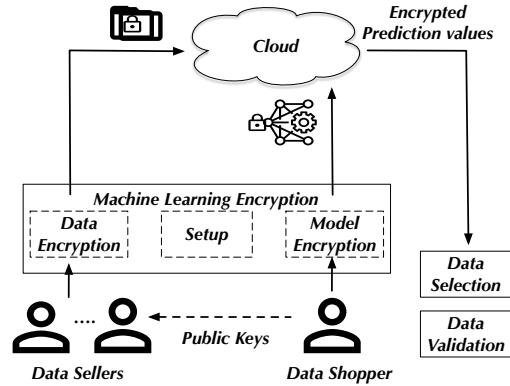 Encrypted
Prediction values
Cloud
Machine Learning Encryption
Data
Encryption
Setup
Model
Encryption
Data
Selection
Data
Validation
....
Public Keys
Data Sellers
Data Shopper